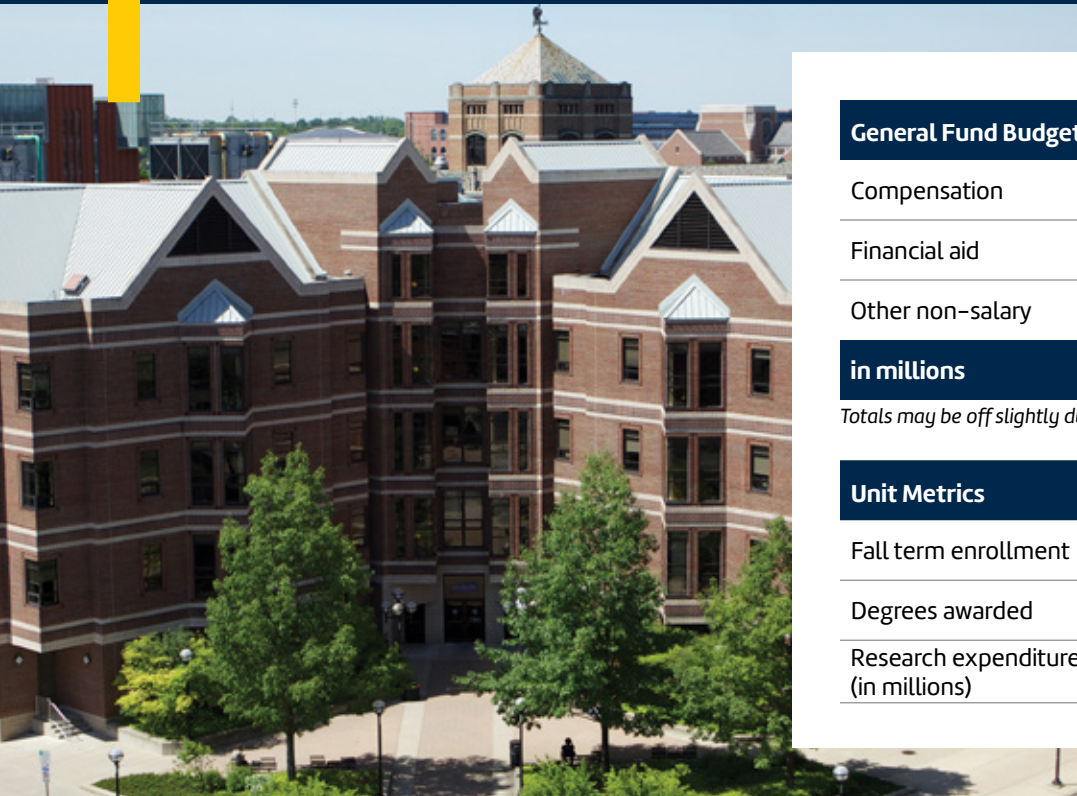 General Fund Budget
Compensation
Financial aid
Other non-salary
in millions
Totals may be off slightly
Unit Metrics
Fall term enrollment
Degrees awarded
Research expenditure
(in millions)